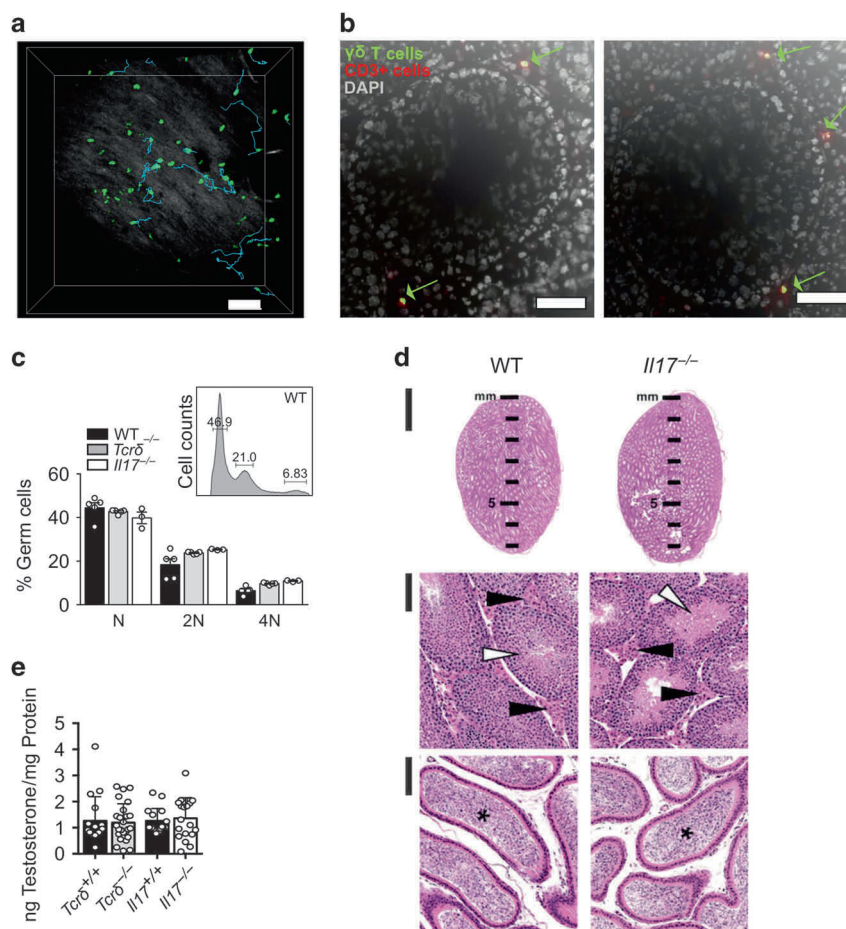 a
b
γδ T cells
CD3+ cells
DAPI
c
WT
Cell counts
46.9
21.0
6.83
WT −/−
Tcrδ
Il17−/−
% Germ cells
60
40
20
0
N 2N 4N
d
WT Il17−/−
mm mm
5 5
*
*
e
ng Testosterone/mg Protein
5
4
3
2
1
0
Tcrδ+/+ Tcrδ−/− Il17+/+ Il17−/−